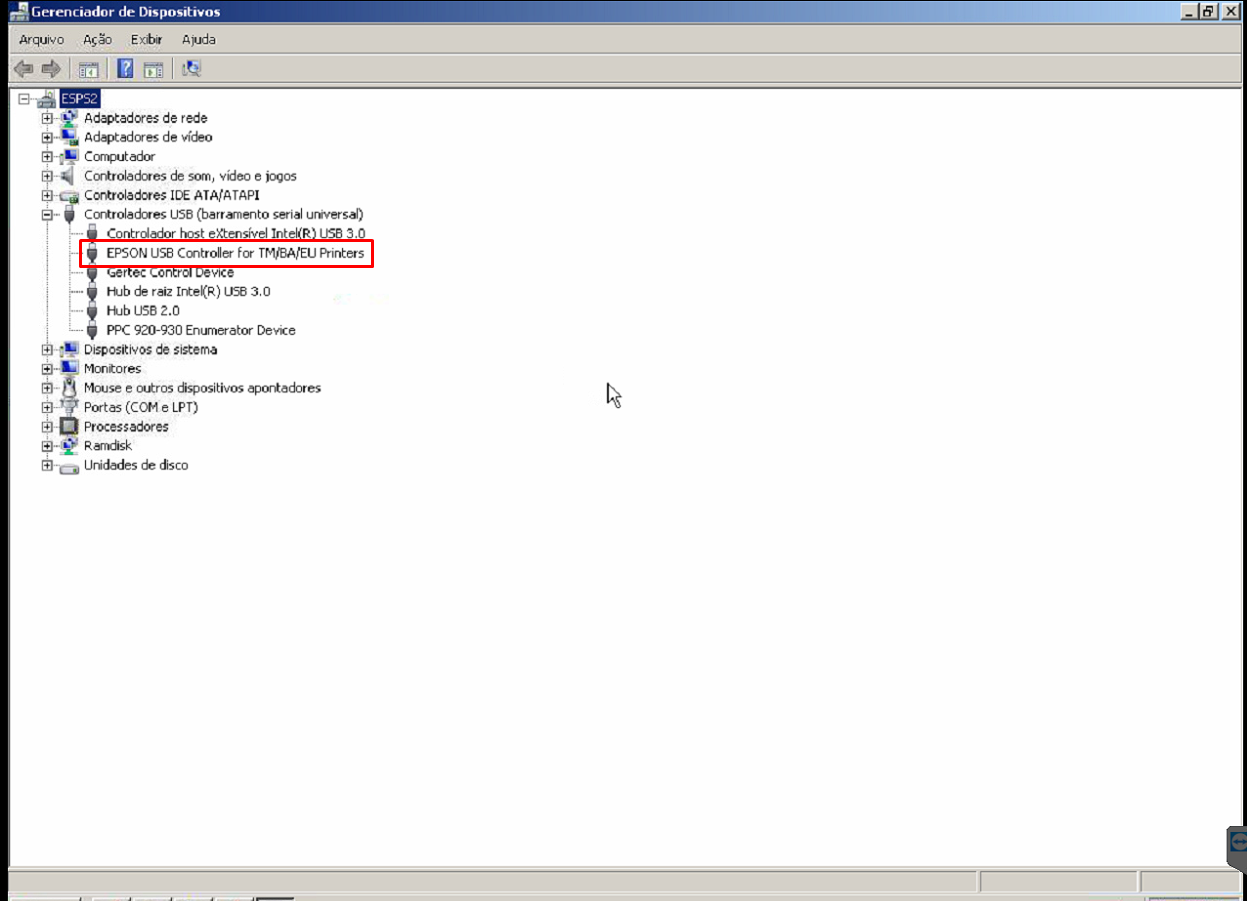 Gerenciador de Dispositivos
Arquivo Ação Exibir Ajuda
ESPS2
Adaptadores de rede
Adaptadores de vídeo
Computador
Controladores de som, vídeo e jogos
Controladores IDE ATA/ATAPI
Controladores USB (barramento serial universal)
Controlador host eXtensível Intel(R) USB 3.0
EPSON USB Controller for TM/BA/EU Printers
Gertec Control Device
Hub de raiz Intel(R) USB 3.0
Hub USB 2.0
PPC 920-930 Enumerator Device
Dispositivos de sistema
Monitores
Mouse e outros dispositivos apontadores
Portas (COM e LPT)
Processadores
Ramdisk
Unidades de disco